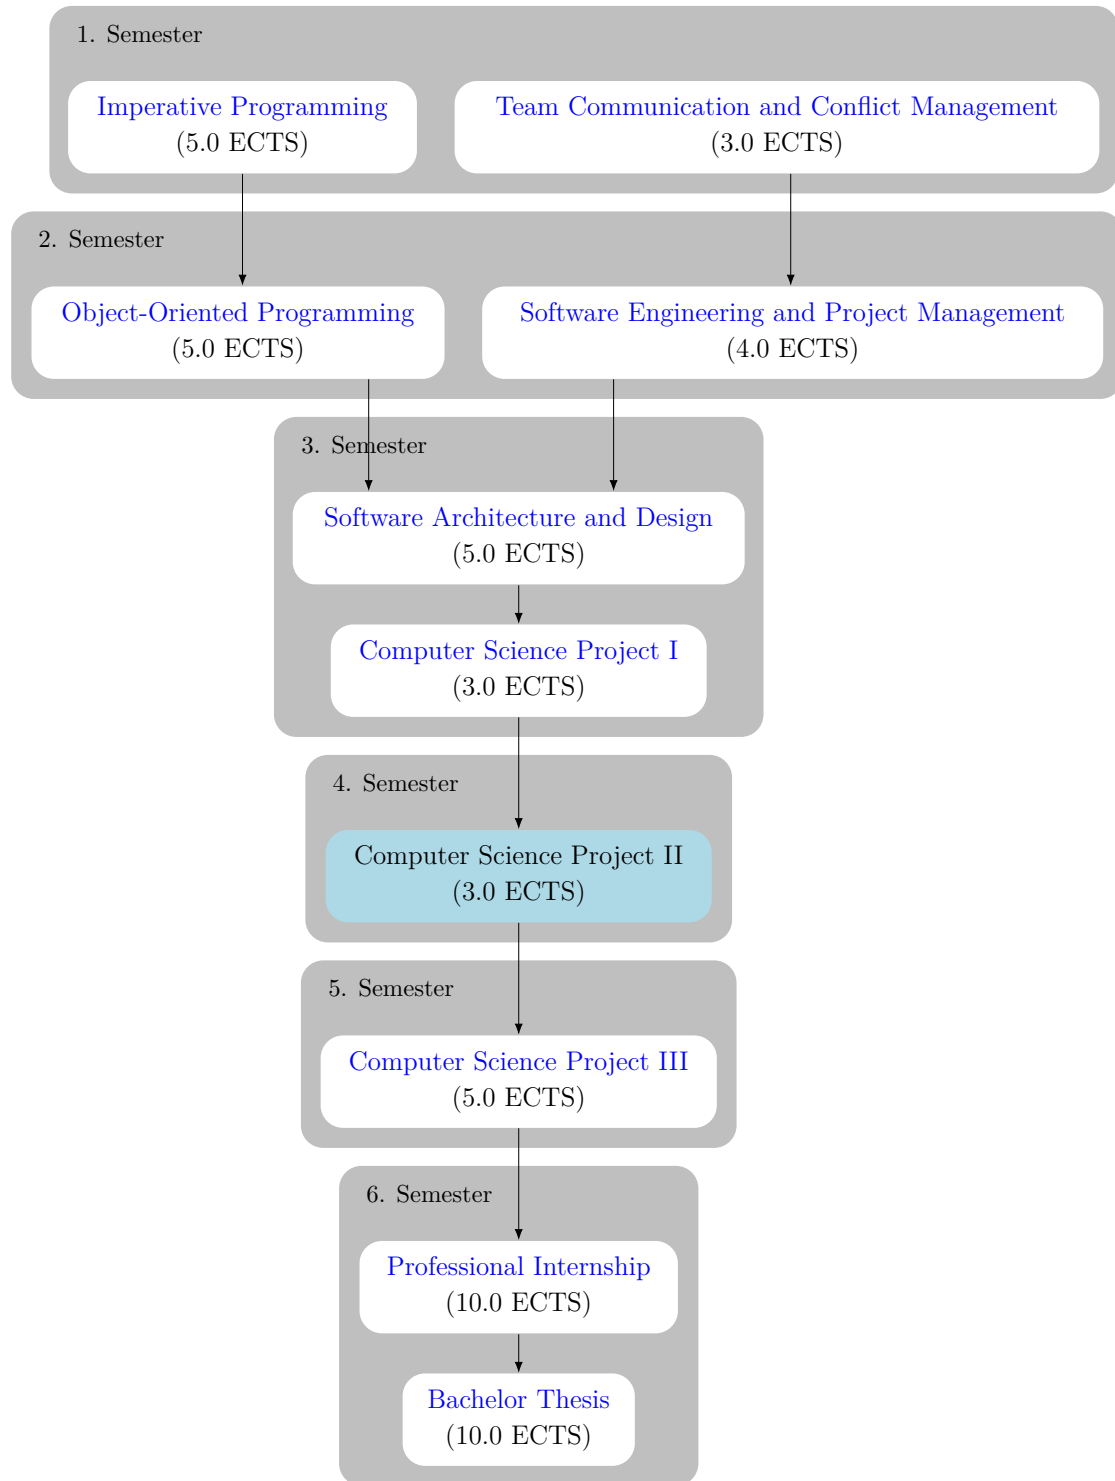 1. Semester
Imperative Programming
(5.0 ECTS)
Team Communication and Conflict Management
(3.0 ECTS)
2. Semester
Object-Oriented Programming
(5.0 ECTS)
Software Engineering and Project Management
(4.0 ECTS)
3. Semester
Software Architecture and Design
(5.0 ECTS)
Computer Science Project I
(3.0 ECTS)
4. Semester
Computer Science Project II
(3.0 ECTS)
5. Semester
Computer Science Project III
(5.0 ECTS)
6. Semester
Professional Internship
(10.0 ECTS)
Bachelor Thesis
(10.0 ECTS)